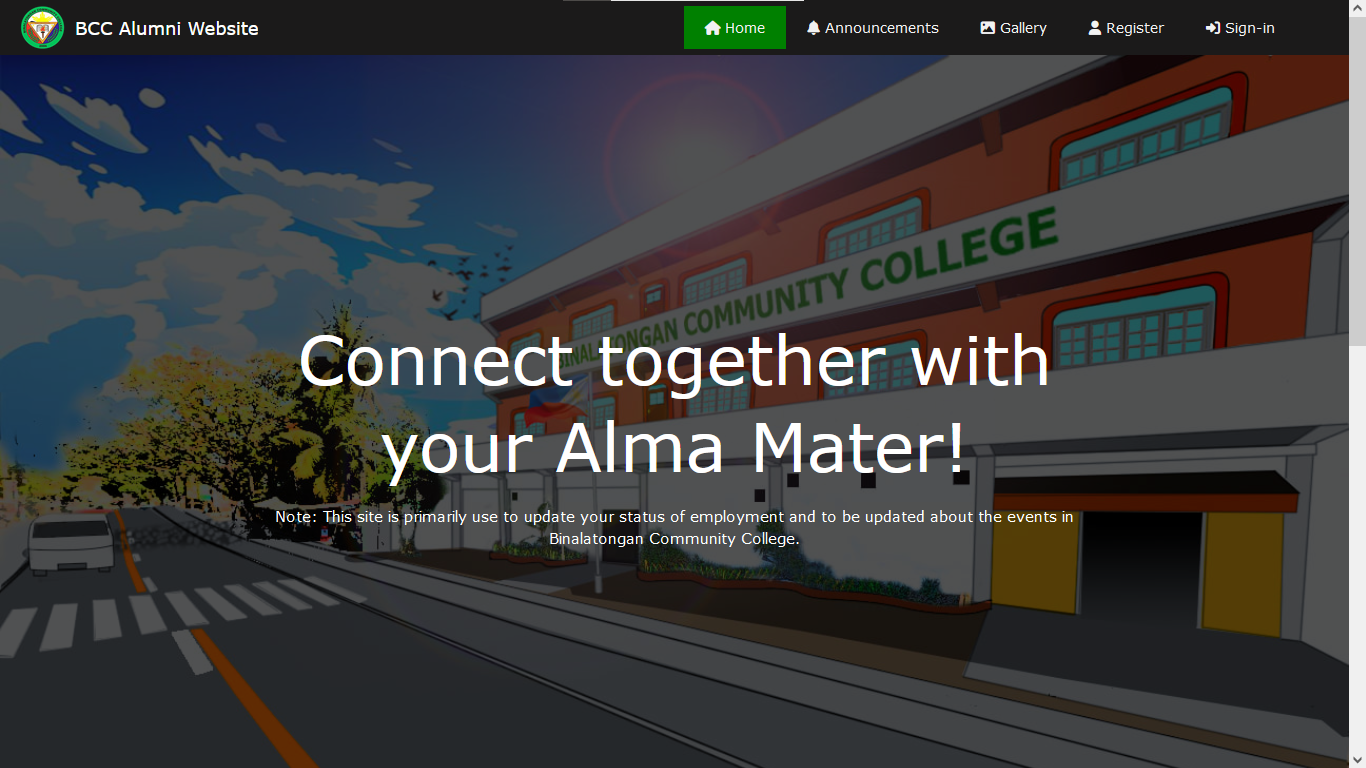 BCC Alumni Website
Home
Announcements
Gallery
Register
Sign-in
BINALATONGAN COMMUNITY COLLEGE
Connect together with
your Alma Mater!
Note: This site is primarily use to update your status of employment and to be updated about the events in
Binalatongan Community College.